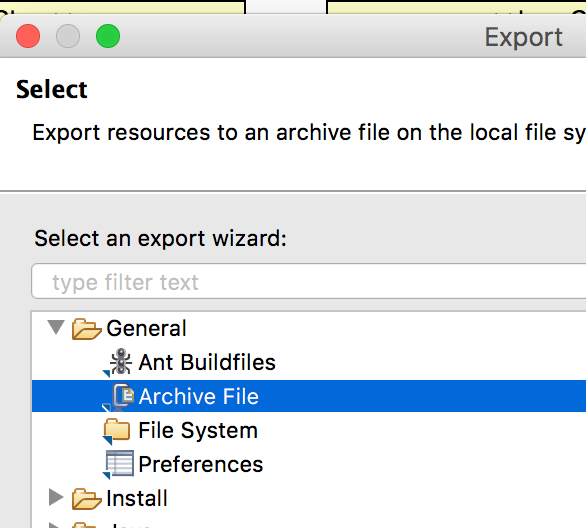 Export
Select
Export resources to an archive file on the local file sy
Select an export wizard:
type filter text
General
Ant Buildfiles
Archive File
File System
Preferences
Install